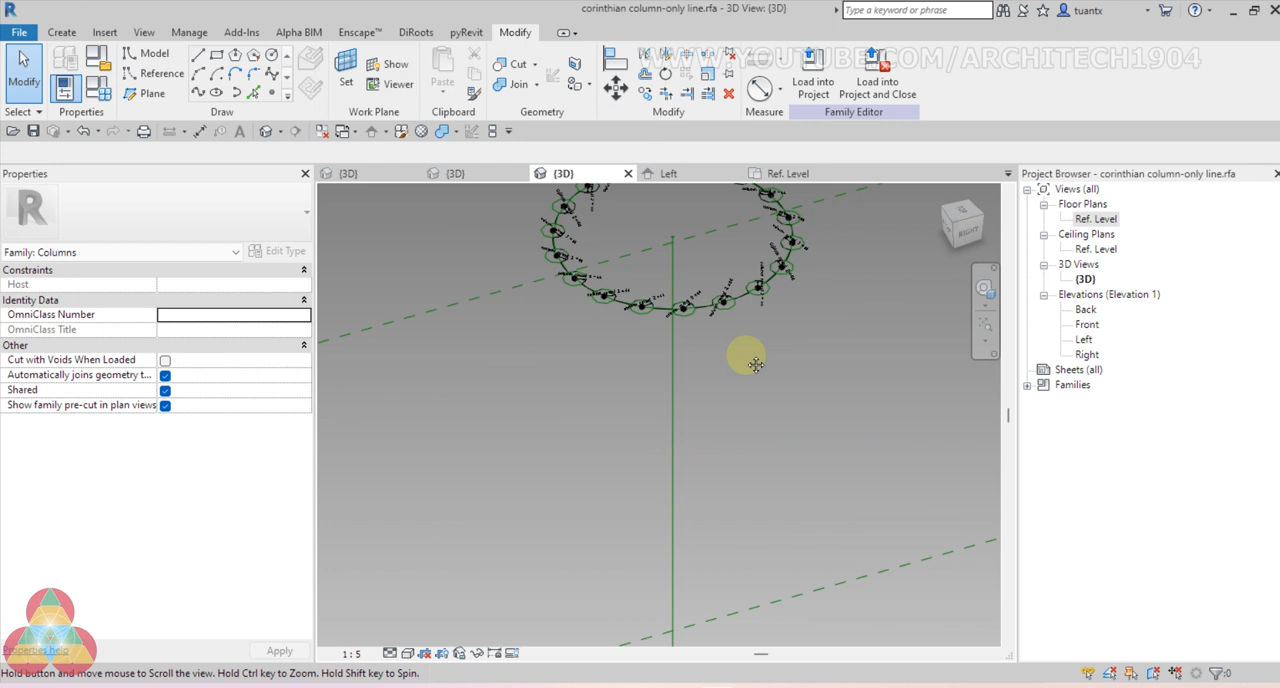 corinthian column-only line.rfa - 3D View: {3D}
Type a keyword or phrase
tuantx
File Create Insert View Manage Add-Ins Alpha BIM Enscape™ DiRoots pyRevit Modify
WWW.YOUTUBE.COM/ARCHITECH1904
Modify
Model
Reference
Plane
Set
Show
Viewer
Paste
Cut
Join
Load into
Project
Load into
Project and Close
Select Properties Draw Work Plane Clipboard Geometry Modify Measure Family Editor
Properties
{3D} {3D} {3D} Left Ref. Level
Project Browser - corinthian column-only line.rfa
Family: Columns
Edit Type
Constraints
Host
Identity Data
OmniClass Number
OmniClass Title
Other
Cut with Voids When Loaded
Automatically joins geometry t...
Shared
Show family pre-cut in plan views
Properties help
Apply
RIGHT
Views (all)
Floor Plans
Ref. Level
Ceiling Plans
Ref. Level
3D Views
{3D}
Elevations (Elevation 1)
Back
Front
Left
Right
Sheets (all)
Families
1 : 5
Hold button and move mouse to Scroll the view. Hold Ctrl key to Zoom. Hold Shift key to Spin.
:0